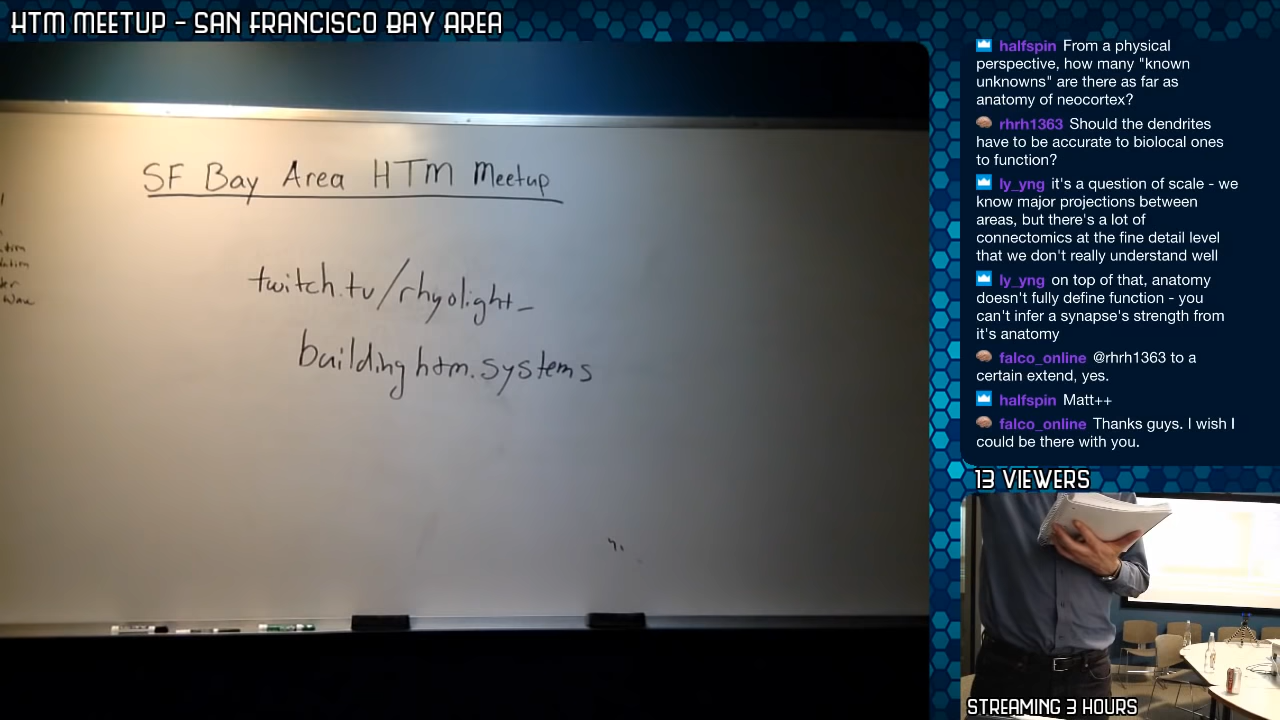 HTM MEETUP - SAN FRANCISCO BAY AREA
SF Bay Area HTM Meetup
twitch.tv/rhyolight_
buildinghtm.systems
halfspin From a physical
perspective, how many "known
unknowns" are there as far as
anatomy of neocortex?
rhrh1363 Should the dendrites
have to be accurate to biolocal ones
to function?
ly_yng it's a question of scale - we
know major projections between
areas, but there's a lot of
connectomics at the fine detail level
that we don't really understand well
ly_yng on top of that, anatomy
doesn't fully define function - you
can't infer a synapse's strength from
it's anatomy
falco_online @rhrh1363 to a
certain extend, yes.
halfspin Matt++
falco_online Thanks guys. I wish I
could be there with you.
13 VIEWERS
STREAMING 3 HOURS